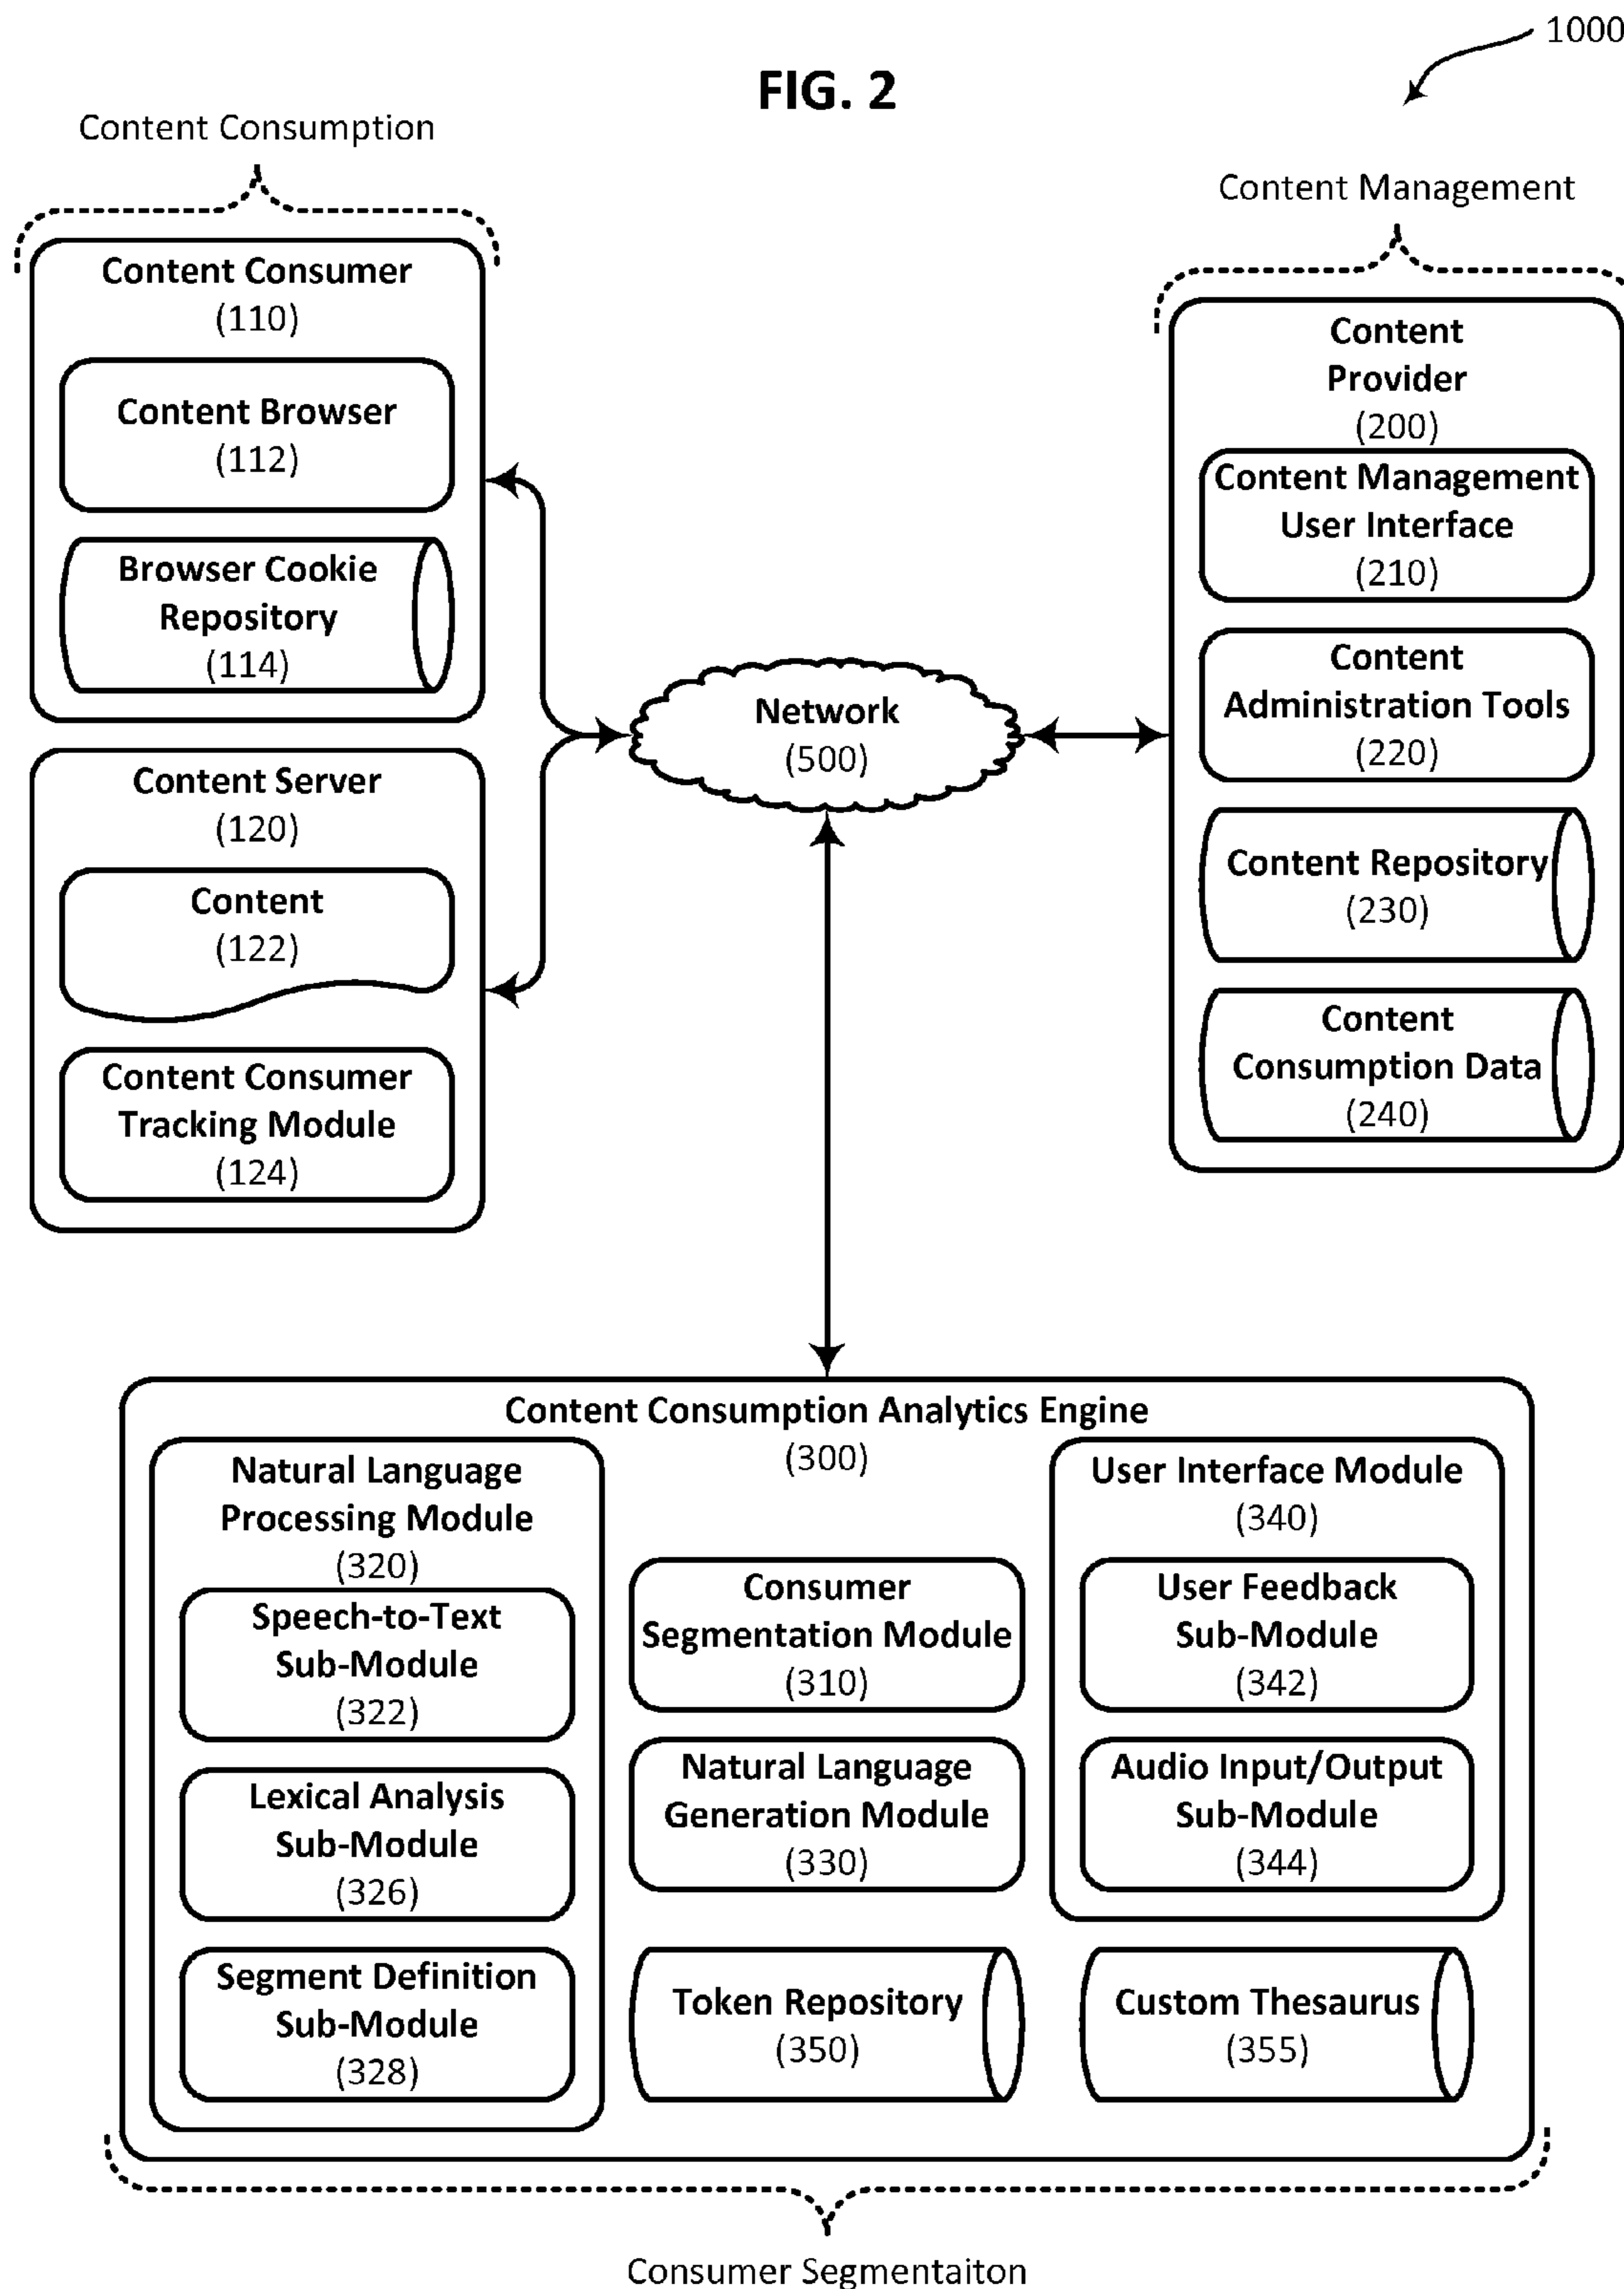 1000
FIG. 2
Content Consumption
Content Consumer
(110)
Content Browser
(112)
Browser Cookie
Repository
(114)
Content Server
(120)
Content
(122)
Content Consumer
Tracking Module
(124)
Network
(500)
Content Management
Content
Provider
(200)
Content Management
User Interface
(210)
Content
Administration Tools
(220)
Content Repository
(230)
Content
Consumption Data
(240)
Content Consumption Analytics Engine
(300)
Natural Language
Processing Module
(320)
Speech-to-Text
Sub-Module
(322)
Lexical Analysis
Sub-Module
(326)
Segment Definition
Sub-Module
(328)
Consumer
Segmentation Module
(310)
Natural Language
Generation Module
(330)
Token Repository
(350)
User Interface Module
(340)
User Feedback
Sub-Module
(342)
Audio Input/Output
Sub-Module
(344)
Custom Thesaurus
(355)
Consumer Segmentaiton